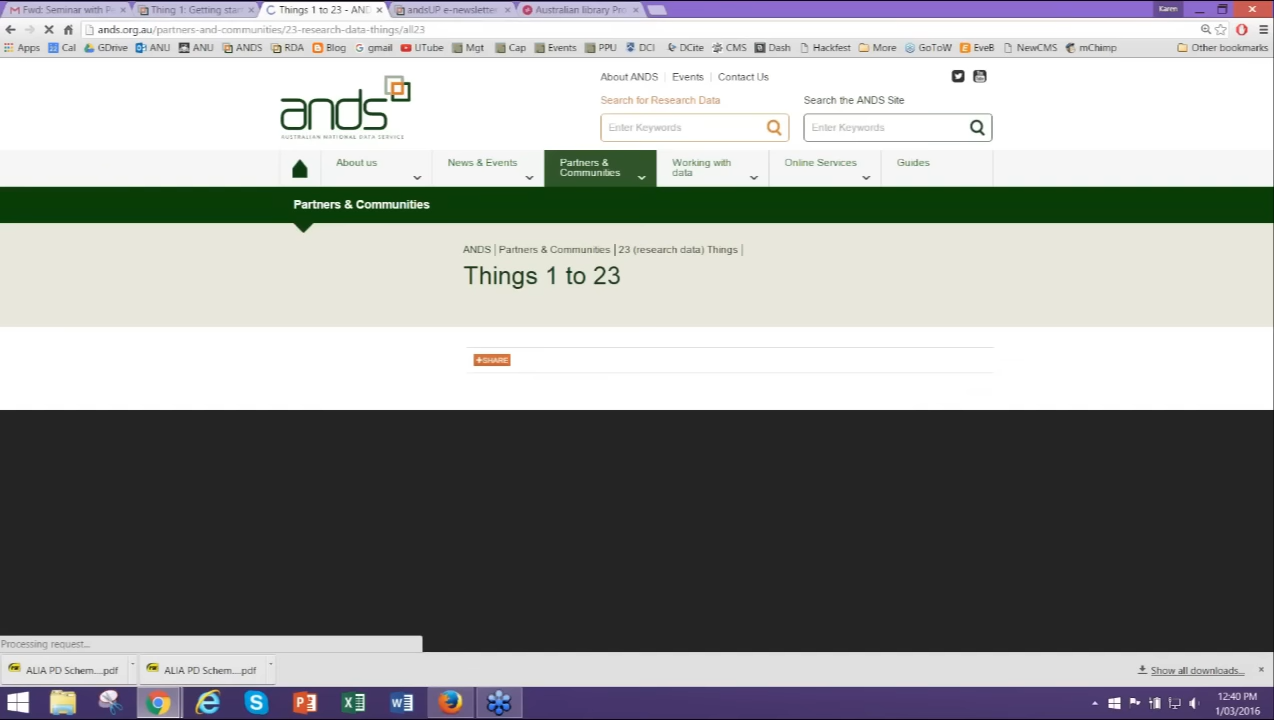 Fwd: Seminar with P
Thing 1: Getting star
Things 1 to 23 - AND
andsUP e-newsletter
Australian library Pro
Karen
ands.org.au/partners-and-communities/23-research-data-things/all23
Apps Cal GDrive ANU ANU ANDS RDA Blog gmail UTube Mgt Cap Events PPU DCI DCite CMS Dash Hackfest More GoToW EveB NewCMS mChimp Other bookmarks
About ANDS Events Contact Us
Search for Research Data Search the ANDS Site
Enter Keywords Enter Keywords
ands
AUSTRALIAN NATIONAL DATA SERVICE
About us
News & Events
Partners & Communities
Working with data
Online Services
Guides
Partners & Communities
ANDS | Partners & Communities | 23 (research data) Things |
Things 1 to 23
+SHARE
Processing request...
ALIA PD Schem....pdf ALIA PD Schem....pdf Show all downloads...
12:40 PM
1/03/2016